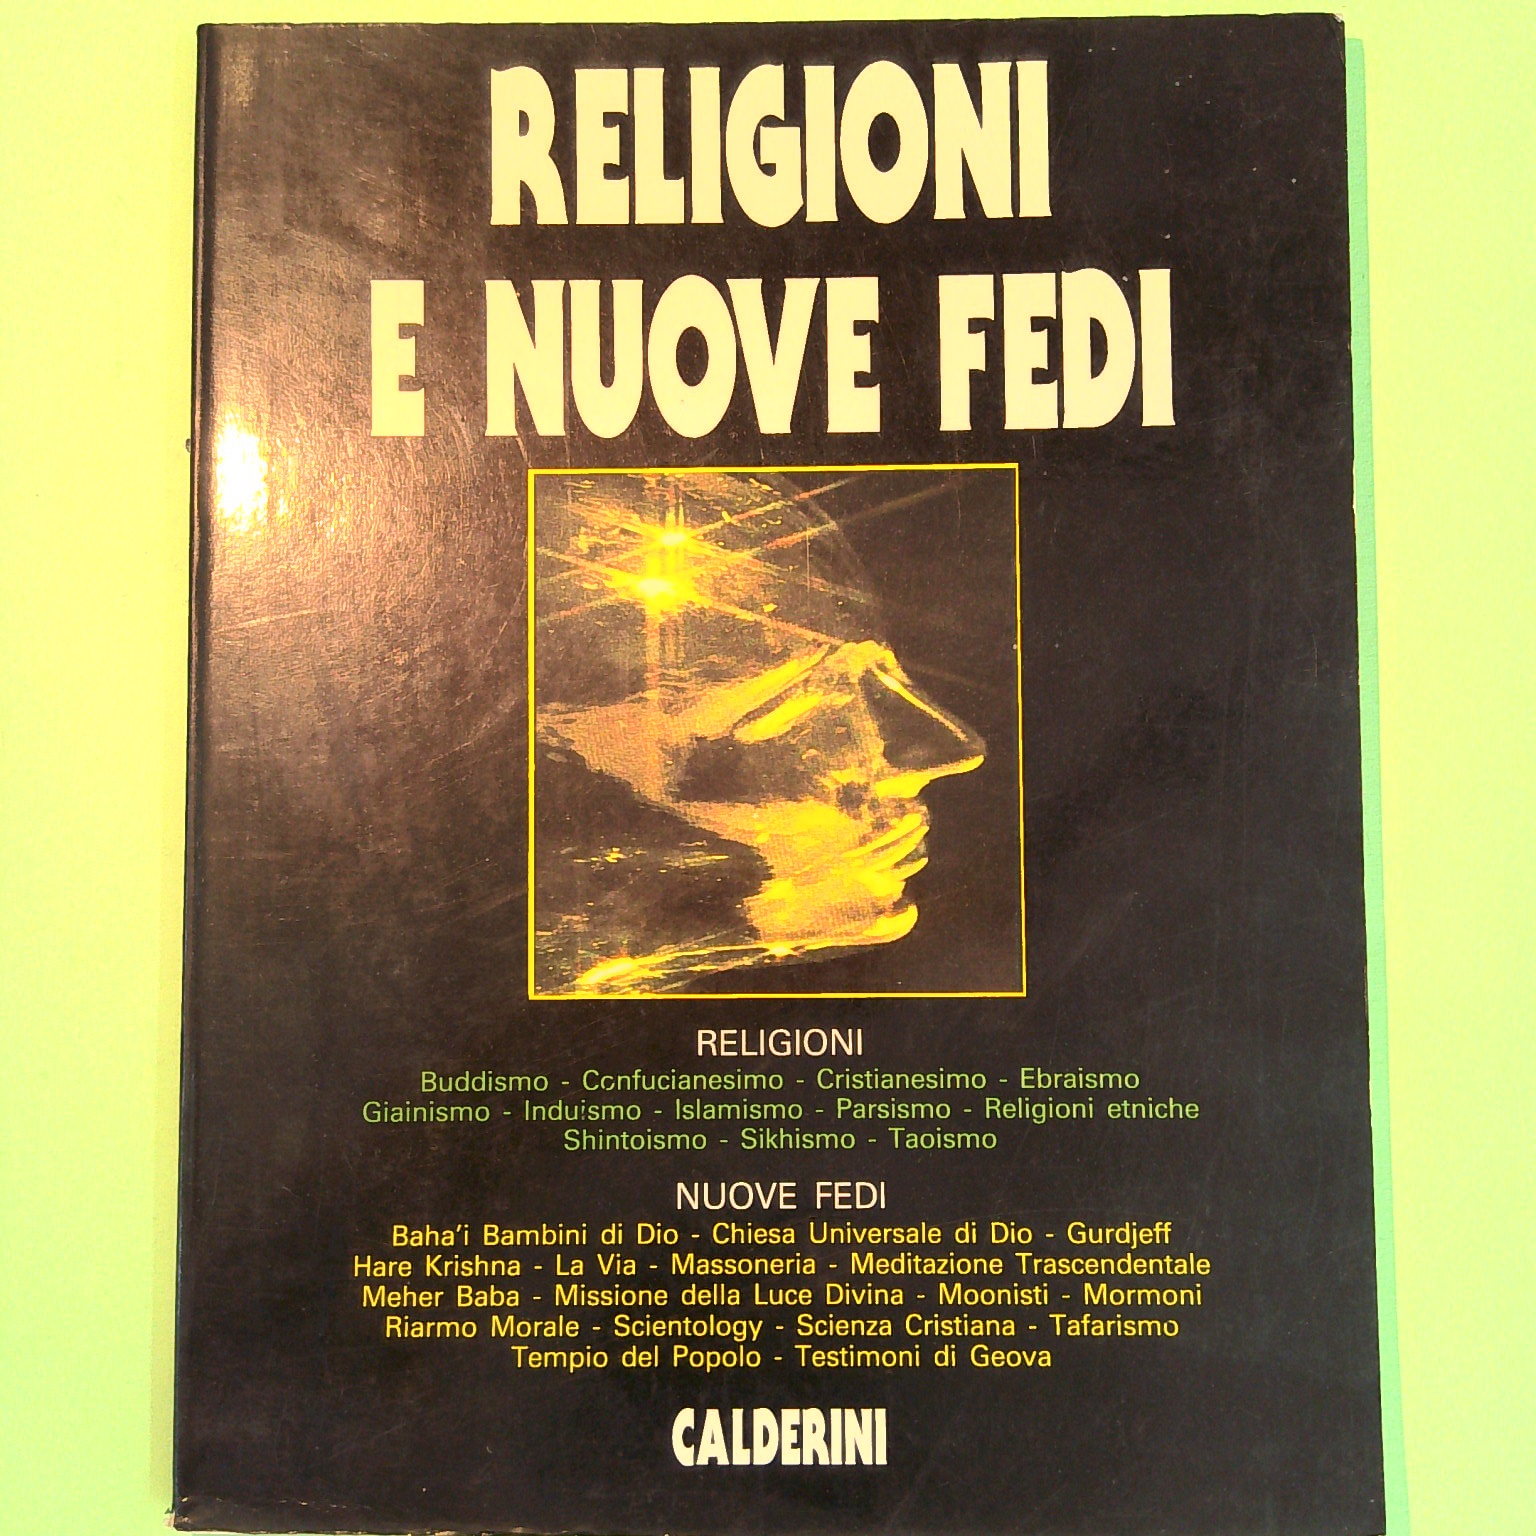 RELIGIONI
E NUOVE FEDI
RELIGIONI
Buddismo - Confucianesimo - Cristianesimo - Ebraismo
Giainismo - Induismo - Islamismo - Parsismo - Religioni etniche
Shintoismo - Sikhismo - Taoismo
NUOVE FEDI
Baha'i Bambini di Dio - Chiesa Universale di Dio - Gurdjeff
Hare Krishna - La Via - Massoneria - Meditazione Trascendentale
Meher Baba - Missione della Luce Divina - Moonisti - Mormoni
Riarmo Morale - Scientology - Scienza Cristiana - Tafarismo
Tempio del Popolo - Testimoni di Geova
CALDERINI